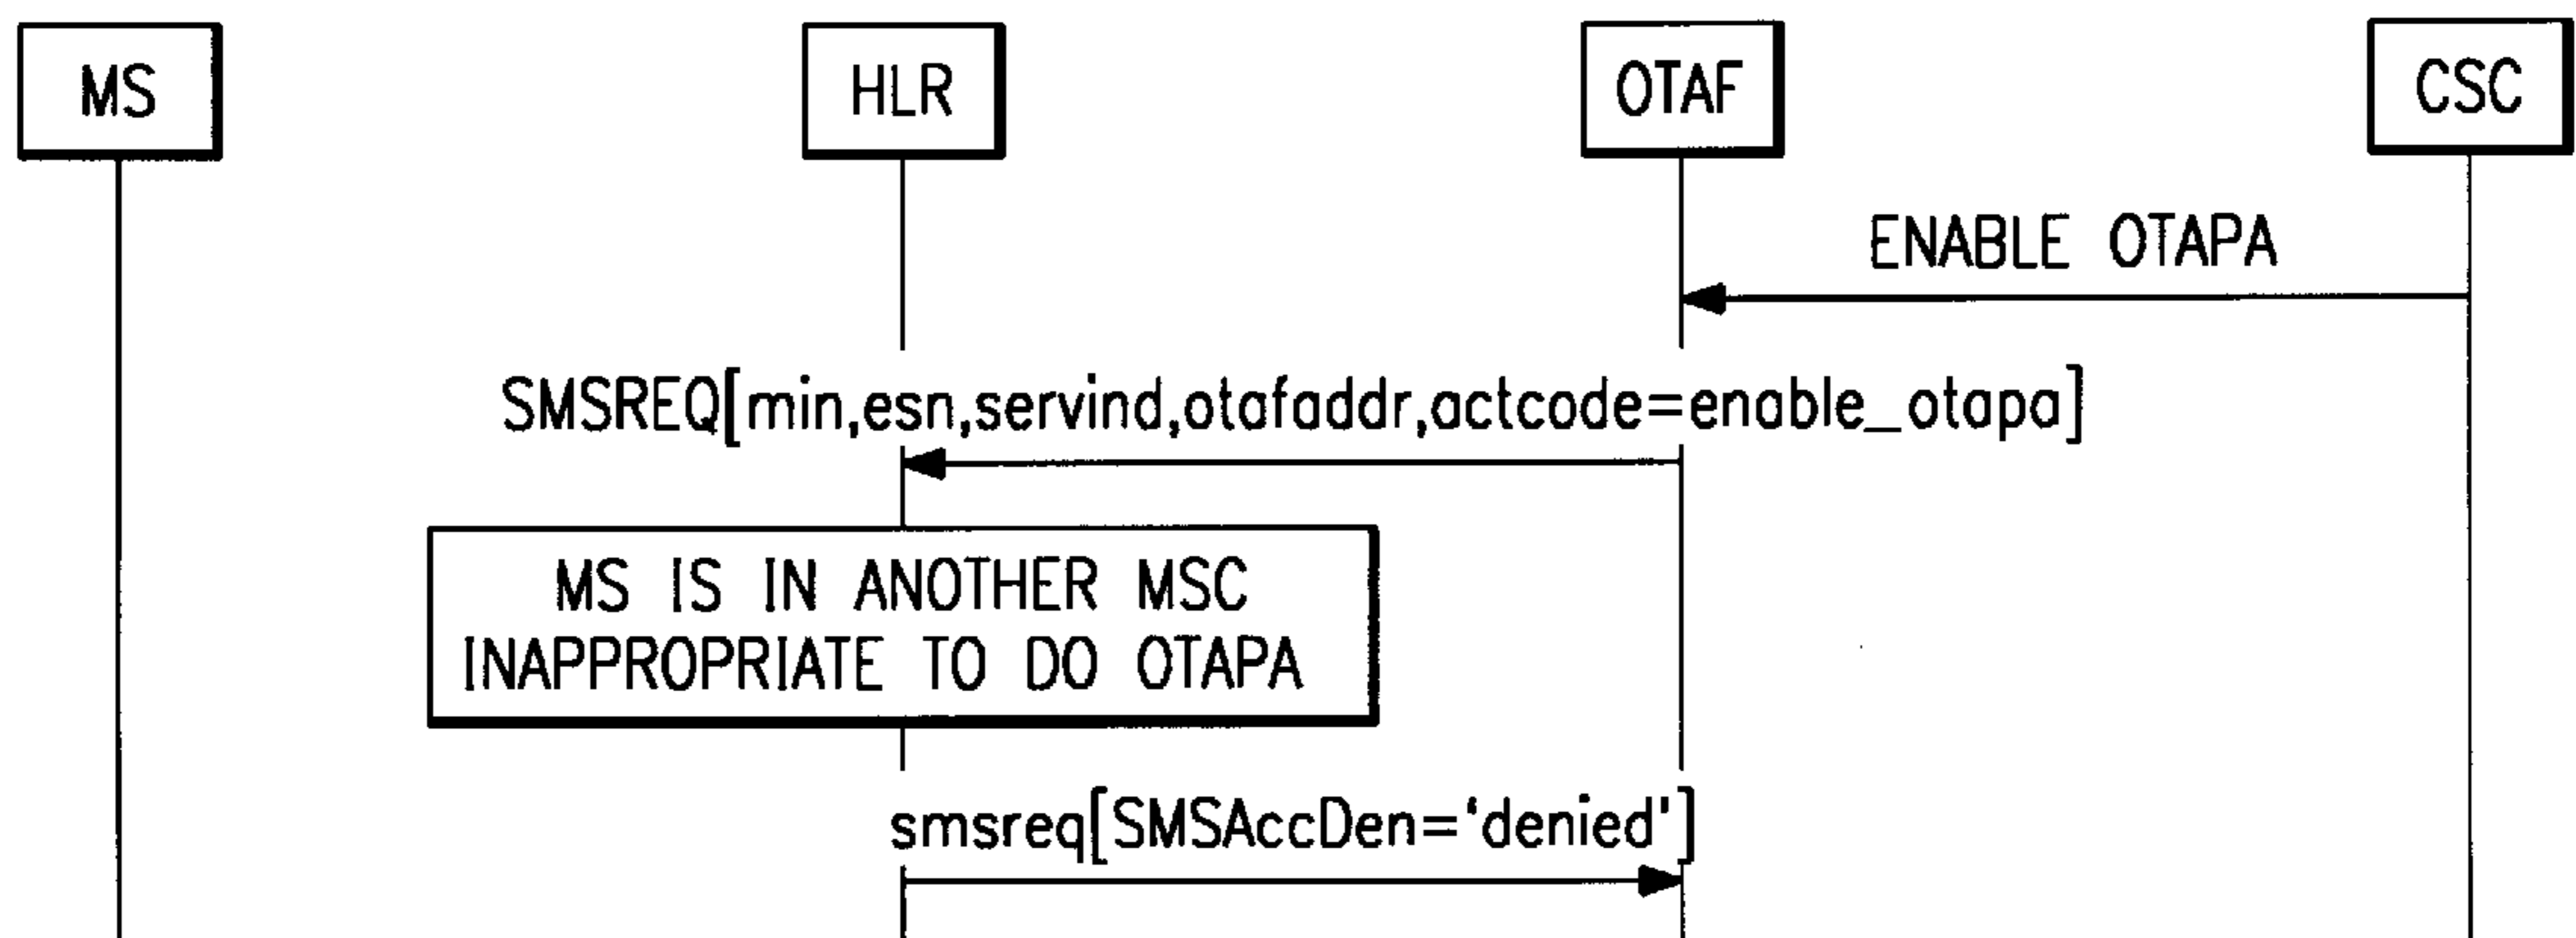 MS
HLR
OTAF
CSC
ENABLE OTAPA
SMSREQ[min,esn,servind,otafaddr,actcode=enable_otapa]
MS IS IN ANOTHER MSC
INAPPROPRIATE TO DO OTAPA
smsreq[SMSAccDen=‘denied']